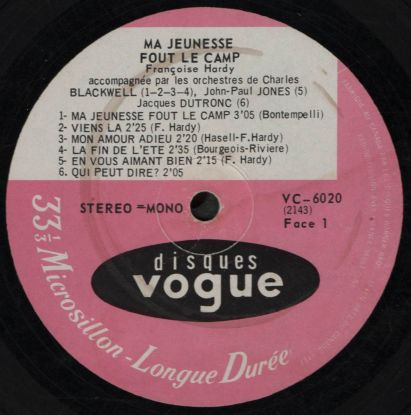 MA JEUNESSE
FOUT LE CAMP
Françoise Hardy
accompagnée par les orchestres de Charles
BLACKWELL (1-2-3-4), John-Paul JONES (5)
Jacques DUTRONC (6)
1- MA JEUNESSE FOUT LE CAMP 3'05 (Bontempelli)
2- VIENS LA 2'25 (F. Hardy)
3- MON AMOUR ADIEU 2'20 (Hasell-F.Hardy)
4- LA FIN DE L'ETE 2'35 (Bourgeois-Riviere)
5- EN VOUS AIMANT BIEN 2'15 (F. Hardy)
6. QUI PEUT DIRE? 2'05
STEREO =MONO
VC-6020
(2143)
Face 1
disques
vogue
33 1/3 Microsillon - Longue Durée